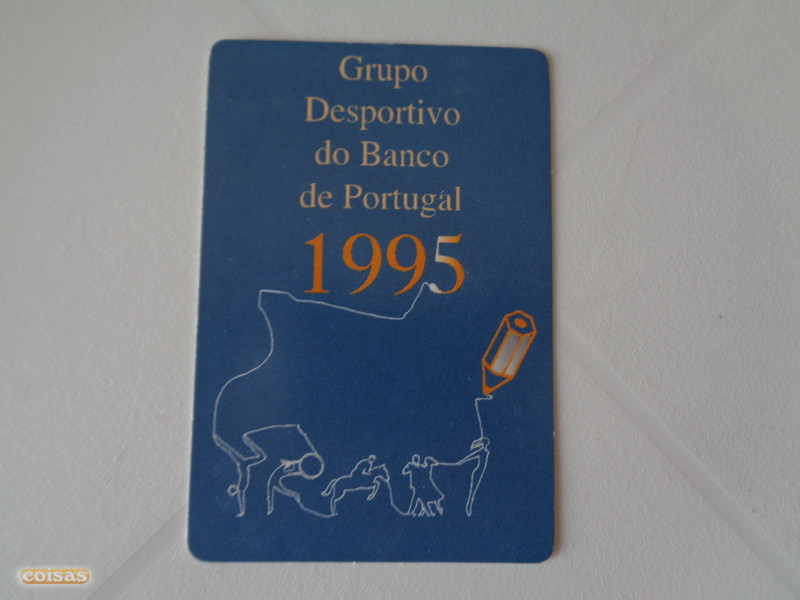 Grupo
Desportivo
do Banco
de Portugal
1995
coisas